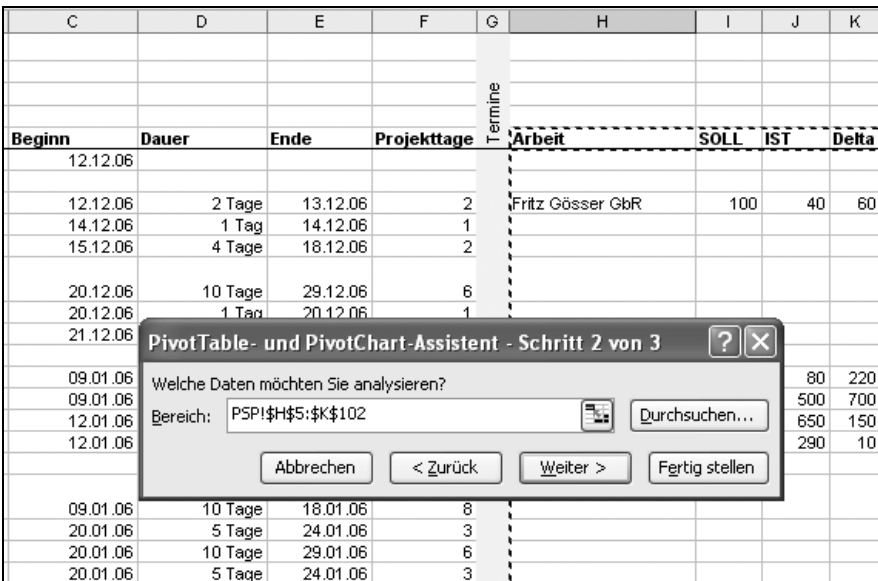 C D E F G H I J K
Termine
Beginn Dauer Ende Projekttage Arbeit SOLL IST Delta
12.12.06
12.12.06 2 Tage 13.12.06 2 Fritz Gösser GbR 100 40 60
14.12.06 1 Tag 14.12.06 1
15.12.06 4 Tage 18.12.06 2
20.12.06 10 Tage 29.12.06 6
20.12.06 1 Tag 20.12.06 1
21.12.06
PivotTable- und PivotChart-Assistent - Schritt 2 von 3
09.01.06 80 220
Welche Daten möchten Sie analysieren?
09.01.06 500 700
Bereich: PSP!$H$5:$K$102 Durchsuchen...
12.01.06 650 150
12.01.06 290 10
Abbrechen < Zurück Weiter > Fertig stellen
09.01.06 10 Tage 18.01.06 8
20.01.06 5 Tage 24.01.06 3
20.01.06 10 Tage 29.01.06 6
20.01.06 5 Tage 24.01.06 3